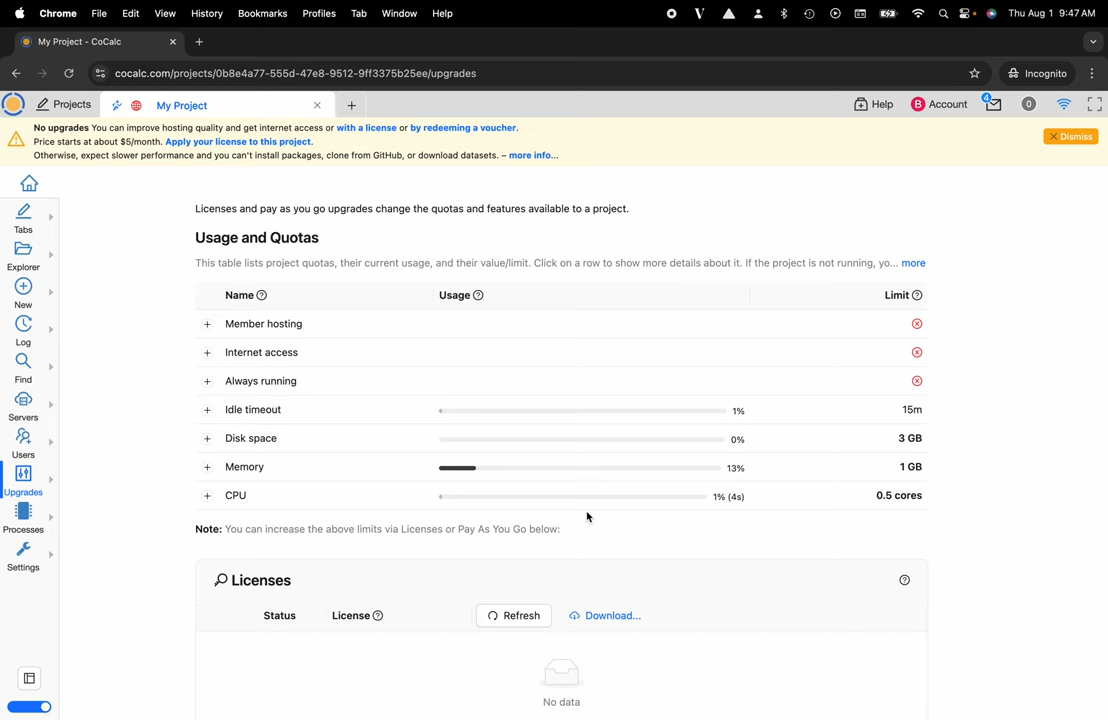 Chrome File Edit View History Bookmarks Profiles Tab Window Help Thu Aug 1 9:47 AM
My Project - CoCalc
cocalc.com/projects/0b8e4a77-555d-47e8-9512-9ff3375b25ee/upgrades Incognito
Projects My Project Help B Account 4 0
No upgrades You can improve hosting quality and get internet access or with a license or by redeeming a voucher.
Price starts at about $5/month. Apply your license to this project.
Otherwise, expect slower performance and you can't install packages, clone from GitHub, or download datasets. – more info...
Dismiss
Tabs
Explorer
New
Log
Find
Servers
Users
Upgrades
Processes
Settings
Licenses and pay as you go upgrades change the quotas and features available to a project.
Usage and Quotas
This table lists project quotas, their current usage, and their value/limit. Click on a row to show more details about it. If the project is not running, yo... more
Name Usage Limit
Member hosting
Internet access
Always running
Idle timeout 1% 15m
Disk space 0% 3 GB
Memory 13% 1 GB
CPU 1% (4s) 0.5 cores
Note: You can increase the above limits via Licenses or Pay As You Go below:
Licenses
Status License Refresh Download...
No data